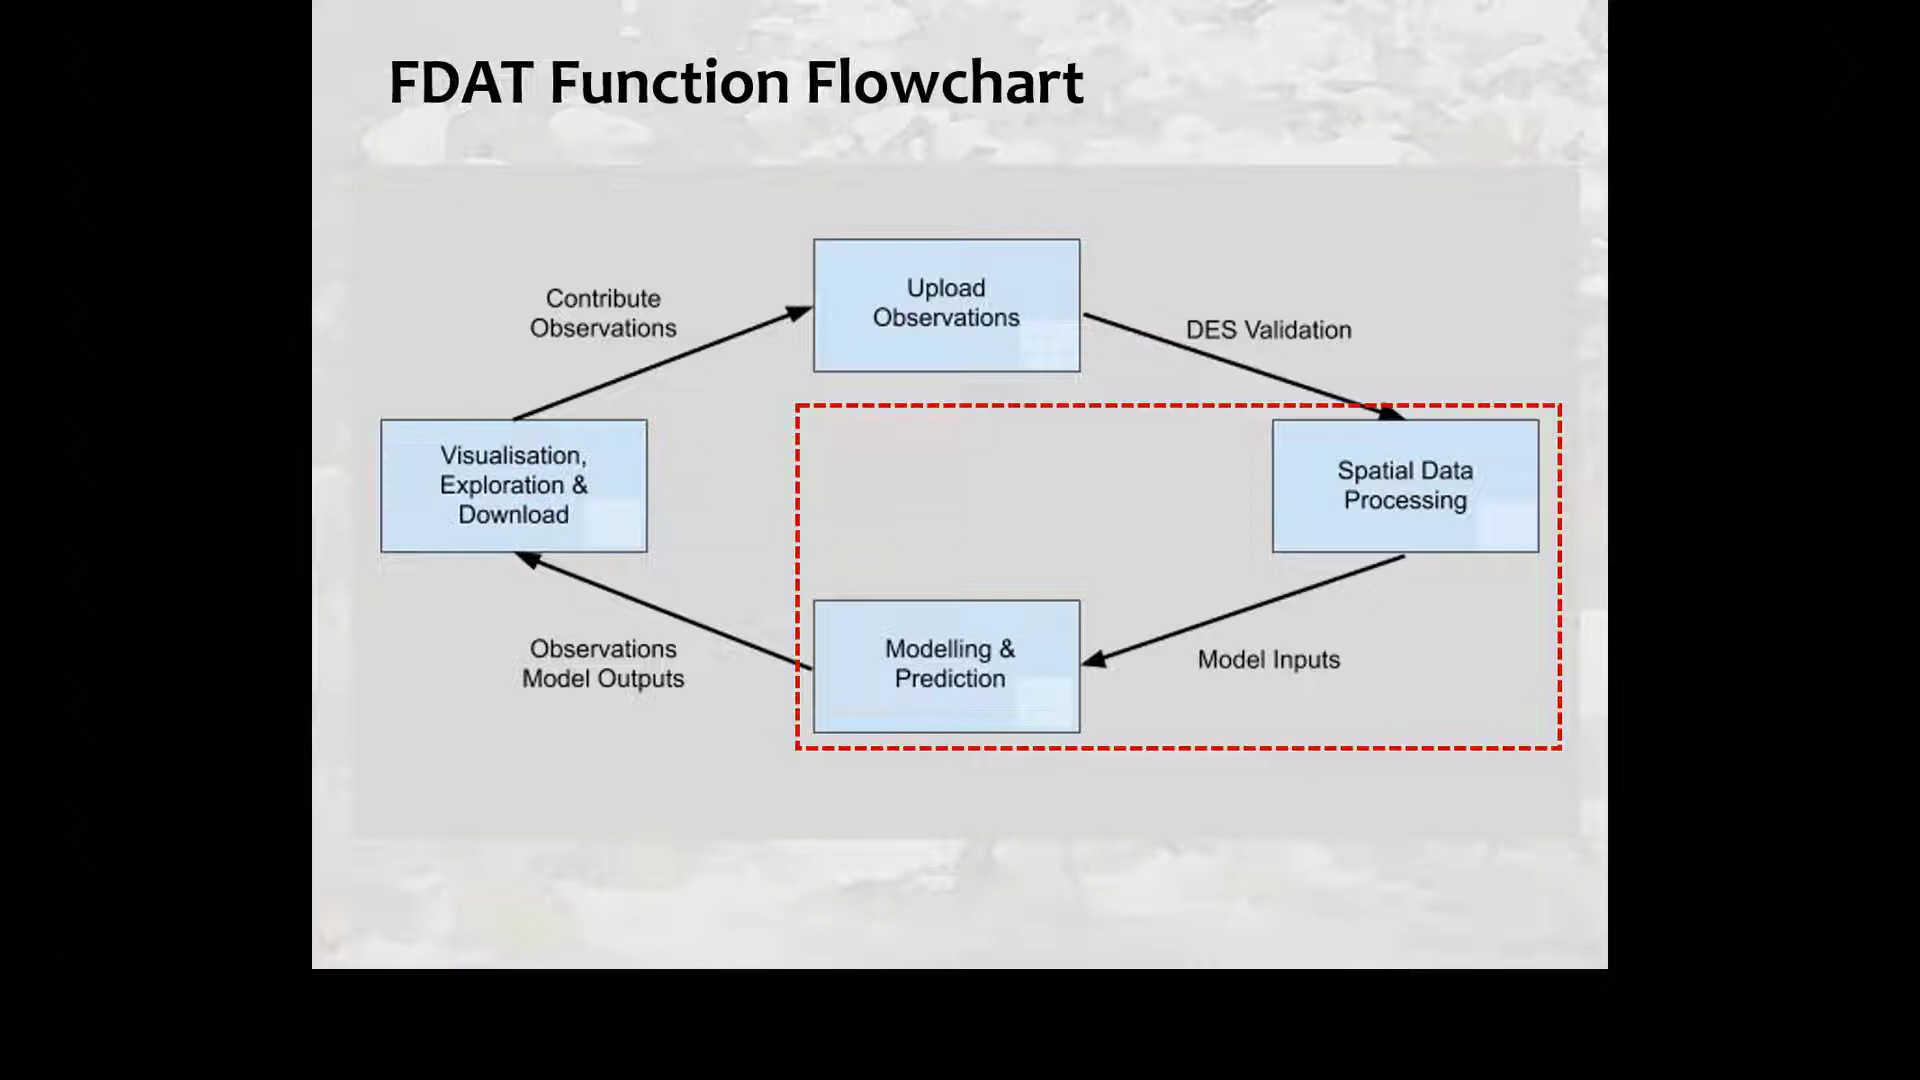 FDAT Function Flowchart
Upload
Observations
Contribute
Observations
DES Validation
Visualisation,
Exploration &
Download
Spatial Data
Processing
Observations
Model Outputs
Modelling &
Prediction
Model Inputs